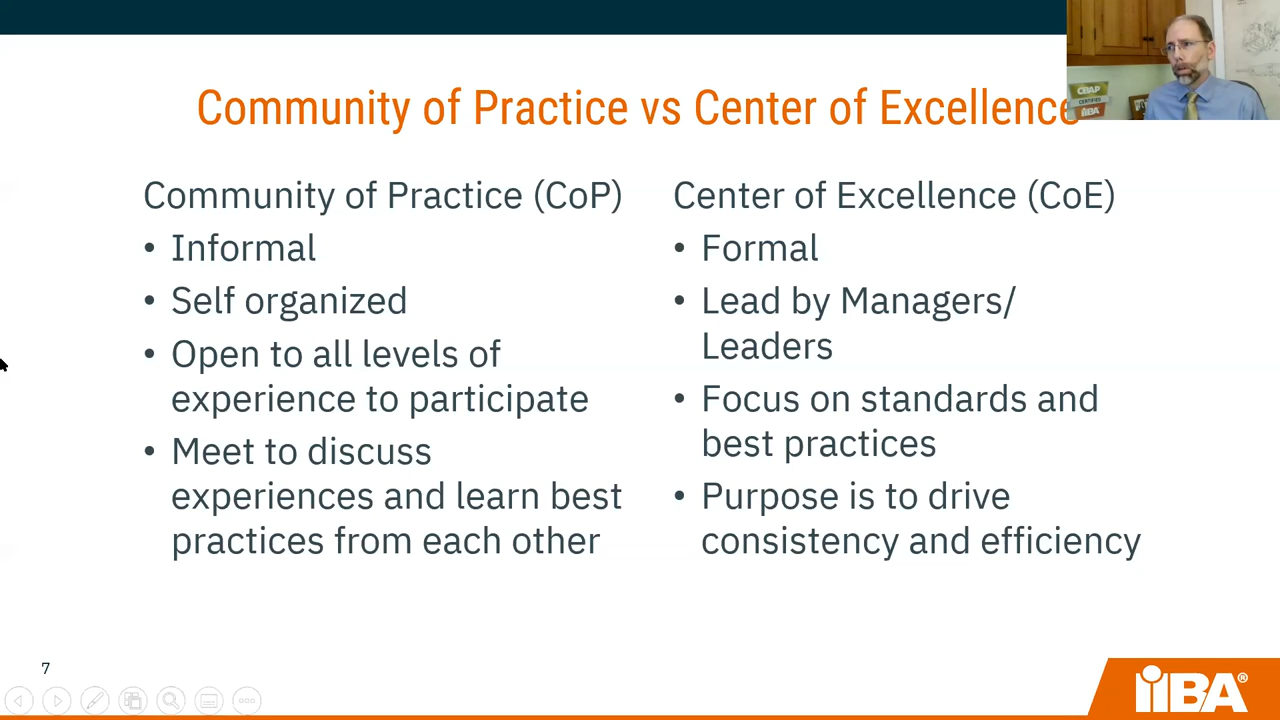 Community of Practice vs Center of Excellence
CBAP
CERTIFIED
IIBA
Community of Practice (CoP)
• Informal
• Self organized
• Open to all levels of
experience to participate
• Meet to discuss
experiences and learn best
practices from each other
Center of Excellence (CoE)
• Formal
• Lead by Managers/
Leaders
• Focus on standards and
best practices
• Purpose is to drive
consistency and efficiency
7
IIBA®